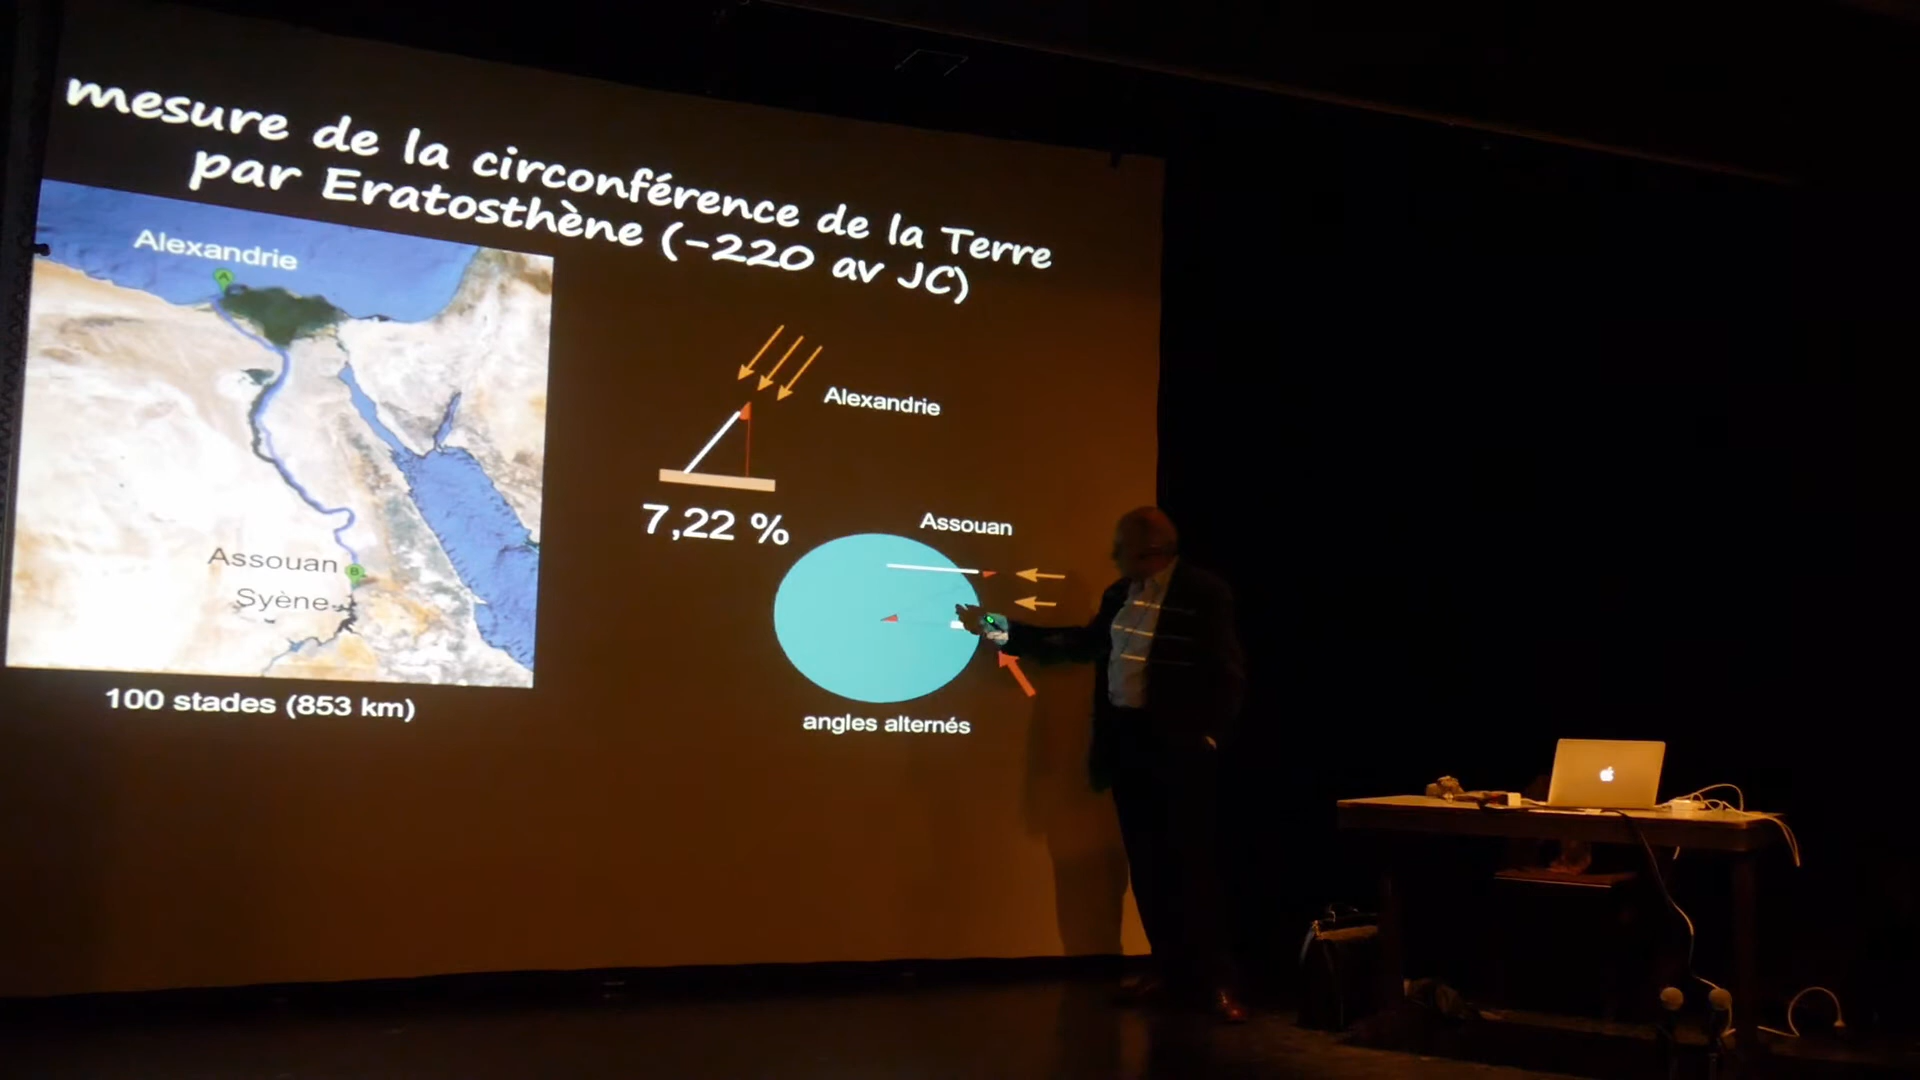 mesure de la circonférence de la Terre
par Eratosthène (-220 av JC)
Alexandrie
A
Alexandrie
7,22 %
Assouan
Assouan
B
Syène
100 stades (853 km)
angles alternés